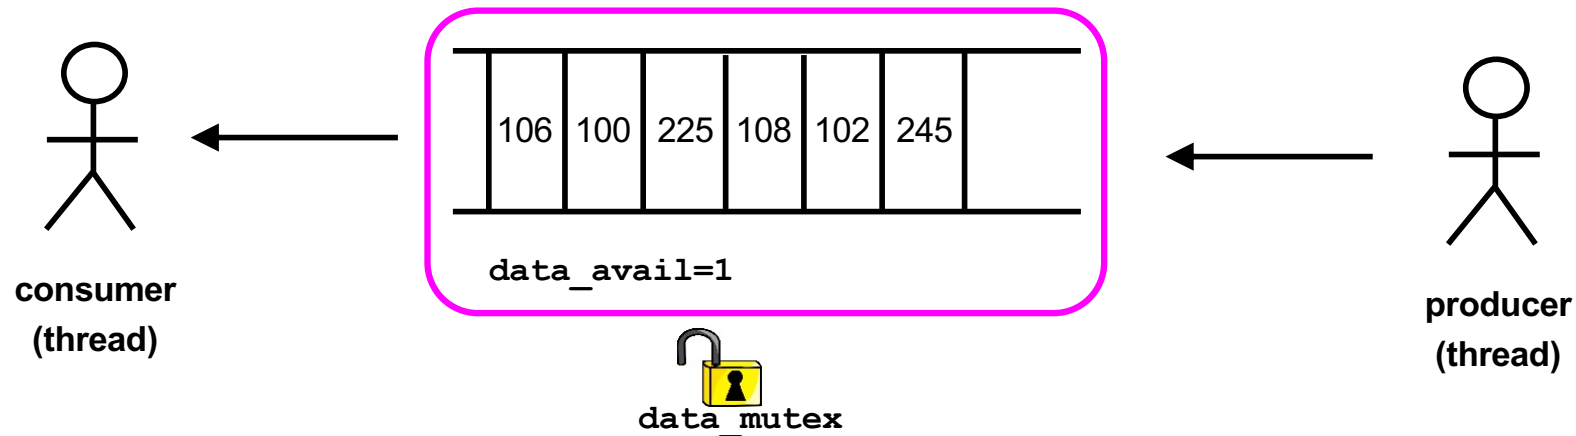 106 100 225 108 102 245
data_avail=1
consumer
(thread)
producer
(thread)
data_mutex